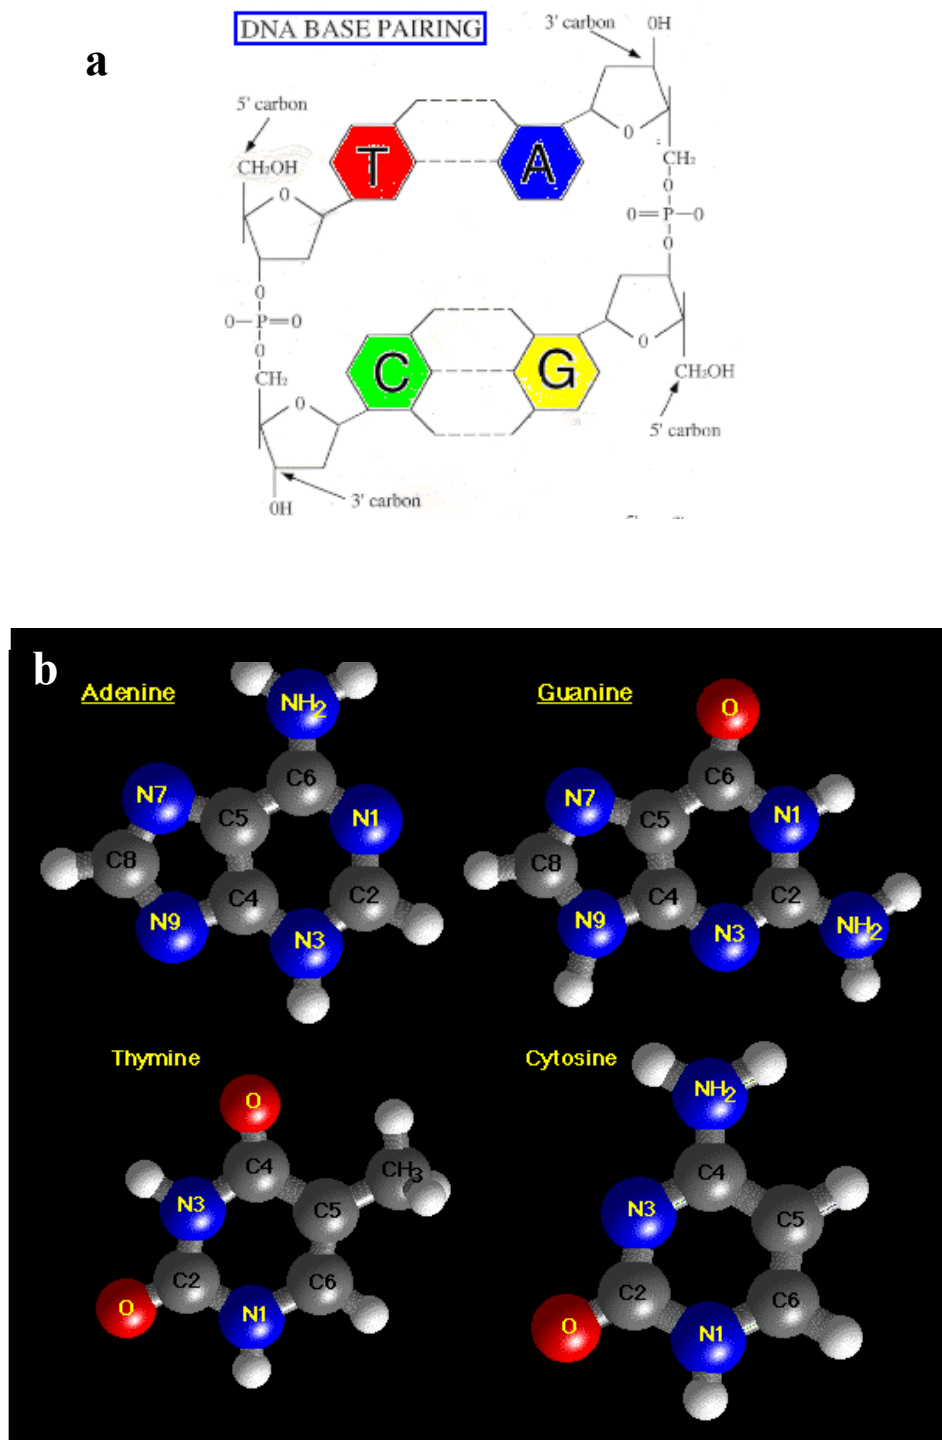 DNA BASE PAIRING
a
3' carbon
OH
5' carbon
CH₂OH
O
T
A
O
CH₂
O
O=P–O
O
O
O–P=O
O
CH₂
C
G
O
CH₂OH
O
5' carbon
3' carbon
OH
b
Adenine
NH2
C6
N7
N1
C5
C8
C4
C2
N9
N3
Guanine
O
C6
N7
N1
C5
C8
C4
C2
N9
N3
NH2
Thymine
O
C4
CH3
N3
C5
C2
C6
O
N1
Cytosine
NH2
C4
N3
C5
C2
C6
O
N1